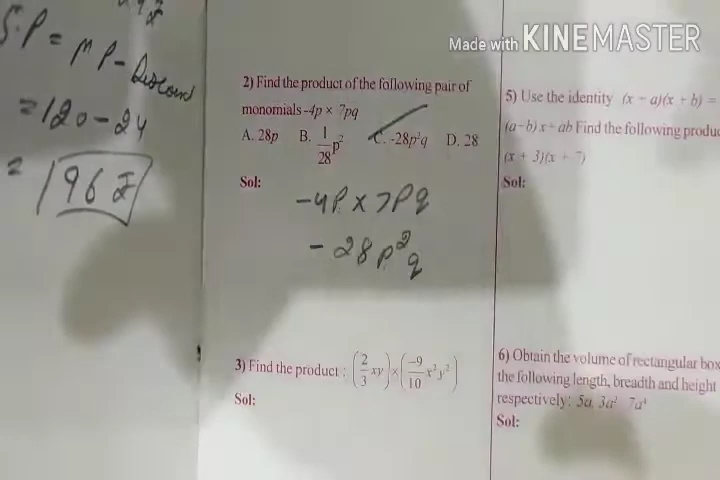 S.P = MP - Discount
= 120 - 24
= 96 ₹
Made with KINEMASTER
2) Find the product of the following pair of
monomials -4p × 7pq
A. 28p B. 1/28 p² C. -28p²q D. 28
Sol:
-4P × 7Pq
- 28 p²q
3) Find the product : (2/3 xy) × (-9/10 x²y²)
Sol:
5) Use the identity (x + a)(x + b) =
(a+b) x + ab Find the following produc
(x + 3)(x + 7)
Sol:
6) Obtain the volume of rectangular box
the following length, breadth and height
respectively: 5a, 3a² 7a⁴
Sol: